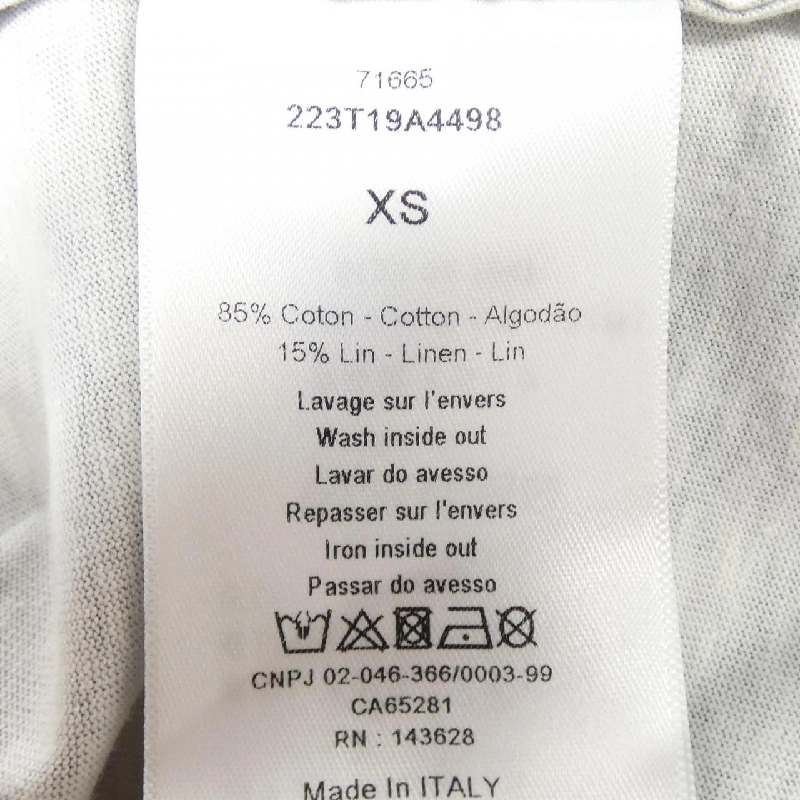 71665
223T19A4498
XS
85% Coton - Cotton - Algodão
15% Lin - Linen - Lin
Lavage sur l'envers
Wash inside out
Lavar do avesso
Repasser sur l'envers
Iron inside out
Passar do avesso
CNPJ 02-046-366/0003-99
CA65281
RN : 143628
Made In ITALY